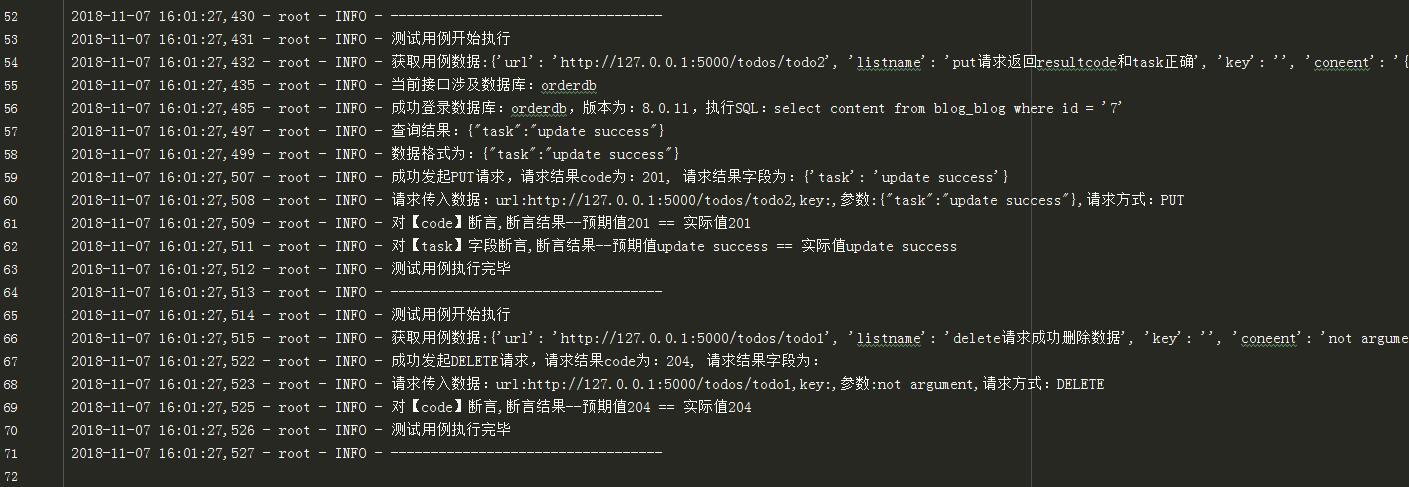 52 2018-11-07 16:01:27,430 - root - INFO - ----------------------------------
53 2018-11-07 16:01:27,431 - root - INFO - 测试用例开始执行
54 2018-11-07 16:01:27,432 - root - INFO - 获取用例数据:{'url': 'http://127.0.0.1:5000/todos/todo2', 'listname': 'put请求返回resultcode和task正确', 'key': '', 'coneent': '{
55 2018-11-07 16:01:27,435 - root - INFO - 当前接口涉及数据库：orderdb
56 2018-11-07 16:01:27,485 - root - INFO - 成功登录数据库：orderdb，版本为：8.0.11，执行SQL：select content from blog_blog where id = '7'
57 2018-11-07 16:01:27,497 - root - INFO - 查询结果：{"task":"update success"}
58 2018-11-07 16:01:27,499 - root - INFO - 数据格式为：{"task":"update success"}
59 2018-11-07 16:01:27,507 - root - INFO - 成功发起PUT请求，请求结果code为：201, 请求结果字段为：{'task': 'update success'}
60 2018-11-07 16:01:27,508 - root - INFO - 请求传入数据：url:http://127.0.0.1:5000/todos/todo2,key:,参数:{"task":"update success"},请求方式：PUT
61 2018-11-07 16:01:27,509 - root - INFO - 对【code】断言,断言结果--预期值201 == 实际值201
62 2018-11-07 16:01:27,511 - root - INFO - 对【task】字段断言,断言结果--预期值update success == 实际值update success
63 2018-11-07 16:01:27,512 - root - INFO - 测试用例执行完毕
64 2018-11-07 16:01:27,513 - root - INFO - ----------------------------------
65 2018-11-07 16:01:27,514 - root - INFO - 测试用例开始执行
66 2018-11-07 16:01:27,515 - root - INFO - 获取用例数据:{'url': 'http://127.0.0.1:5000/todos/todo1', 'listname': 'delete请求成功删除数据', 'key': '', 'coneent': 'not argume
67 2018-11-07 16:01:27,522 - root - INFO - 成功发起DELETE请求，请求结果code为：204, 请求结果字段为：
68 2018-11-07 16:01:27,523 - root - INFO - 请求传入数据：url:http://127.0.0.1:5000/todos/todo1,key:,参数:not argument,请求方式：DELETE
69 2018-11-07 16:01:27,525 - root - INFO - 对【code】断言,断言结果--预期值204 == 实际值204
70 2018-11-07 16:01:27,526 - root - INFO - 测试用例执行完毕
71 2018-11-07 16:01:27,527 - root - INFO - ----------------------------------
72